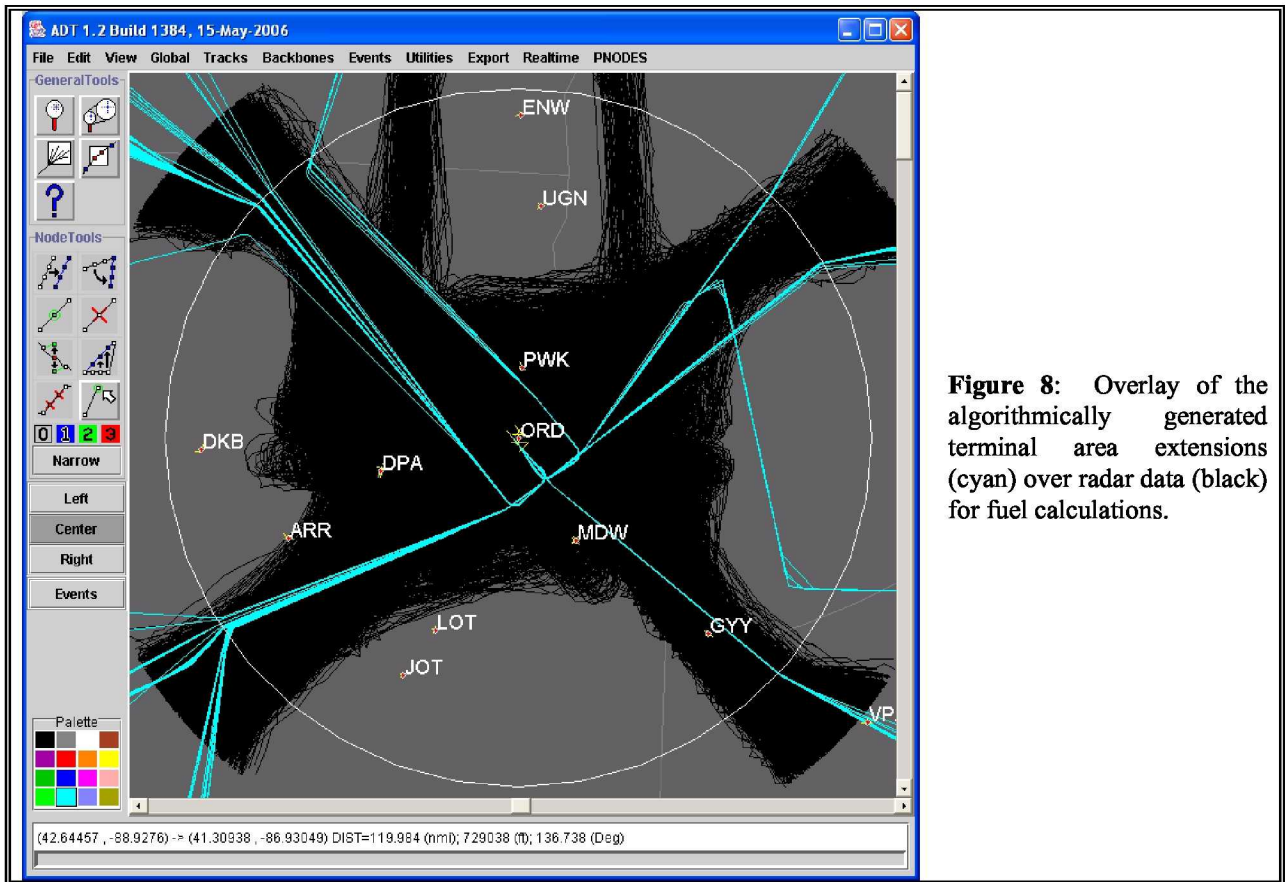 ADT 1.2 Build 1384, 15-May-2006
File Edit View Global Tracks Backbones Events Utilities Export Realtime PNODES
GeneralTools
?
NodeTools
0 1 2 3
Narrow
Left
Center
Right
Events
Palette
ENW
UGN
PWK
ORD
DKB
DPA
ARR
MDW
LOT
GYY
JOT
VP
(42.64457 , -88.9276) -> (41.30938 , -86.93049) DIST=119.984 (nmi); 729038 (ft); 136.738 (Deg)
Figure 8: Overlay of the
algorithmically generated
terminal area extensions
(cyan) over radar data (black)
for fuel calculations.